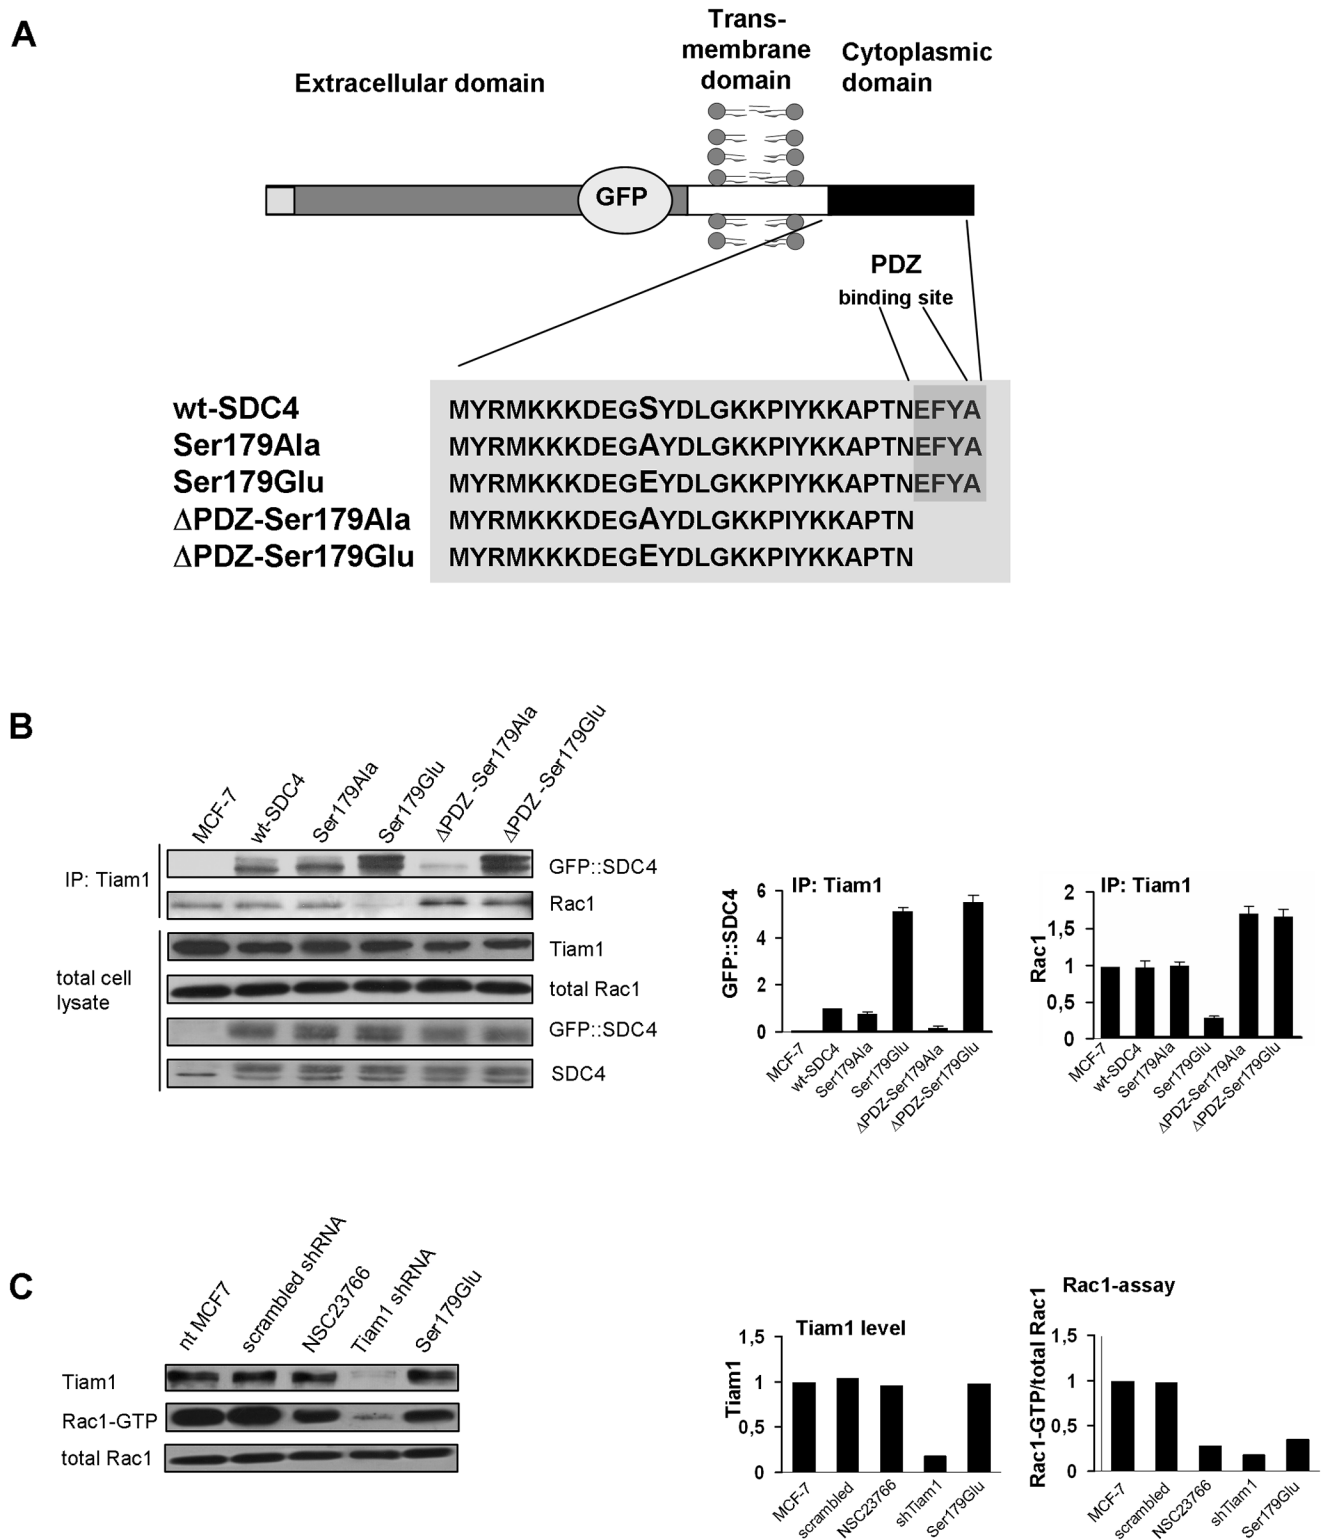 A
Extracellular domain
Trans-
membrane
domain
Cytoplasmic
domain
GFP
PDZ
binding site
wt-SDC4 MYRMKKKDEGSYDLGKKPIYKKAPTNEFYA
Ser179Ala MYRMKKKDEGAYDLGKKPIYKKAPTNEFYA
Ser179Glu MYRMKKKDEGEYDLGKKPIYKKAPTNEFYA
ΔPDZ-Ser179Ala MYRMKKKDEGAYDLGKKPIYKKAPTN
ΔPDZ-Ser179Glu MYRMKKKDEGEYDLGKKPIYKKAPTN
B
MCF-7
wt-SDC4
Ser179Ala
Ser179Glu
ΔPDZ -Ser179Ala
ΔPDZ -Ser179Glu
IP: Tiam1
GFP::SDC4
Rac1
total cell
lysate
Tiam1
total Rac1
GFP::SDC4
SDC4
IP: Tiam1
GFP::SDC4
6
4
2
0
MCF-7
wt-SDC4
Ser179Ala
Ser179Glu
ΔPDZ-Ser179Ala
ΔPDZ-Ser179Glu
IP: Tiam1
Rac1
2
1,5
1
0,5
0
MCF-7
wt-SDC4
Ser179Ala
Ser179Glu
ΔPDZ-Ser179Ala
ΔPDZ-Ser179Glu
C
nt MCF7
scrambled shRNA
NSC23766
Tiam1 shRNA
Ser179Glu
Tiam1
Rac1-GTP
total Rac1
Tiam1 level
Tiam1
1,5
1
0,5
0
MCF-7
scrambled
NSC23766
shTiam1
Ser179Glu
Rac1-assay
Rac1-GTP/total Rac1
1,5
1
0,5
0
MCF-7
scrambled
NSC23766
shTiam1
Ser179Glu